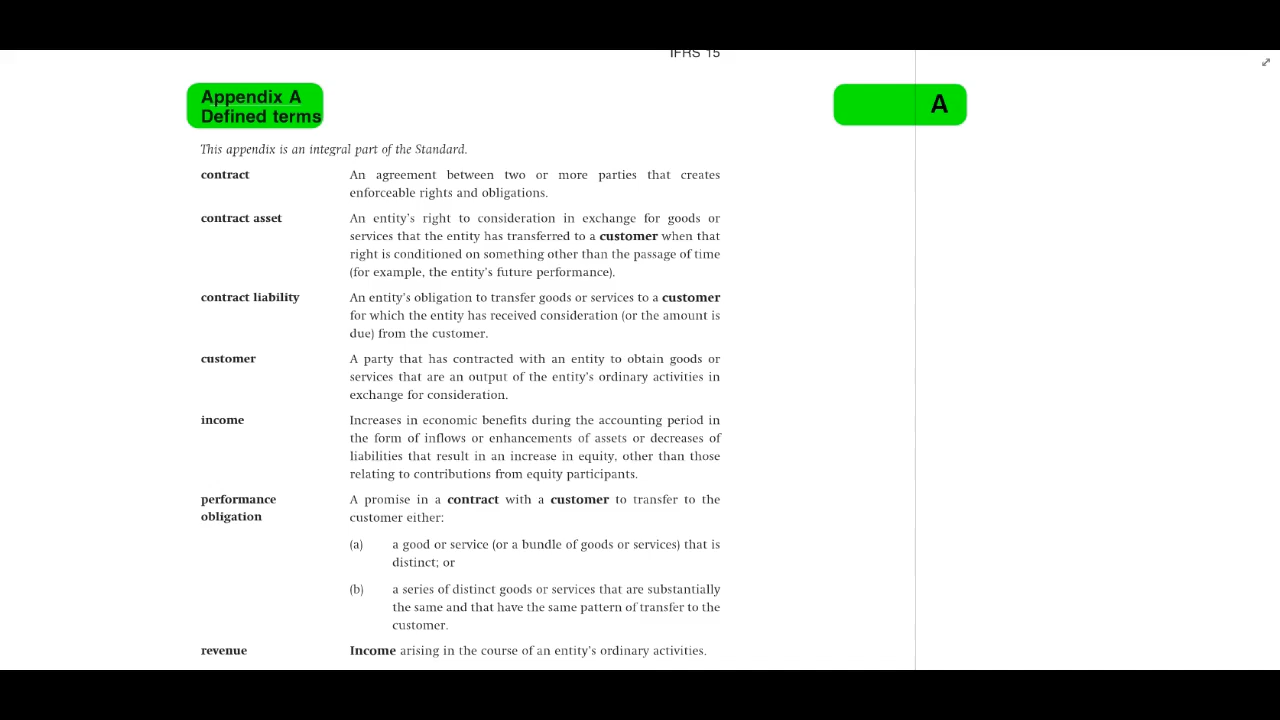 IFRS 15
Appendix A
Defined terms
A
This appendix is an integral part of the Standard.
contract
An agreement between two or more parties that creates
enforceable rights and obligations.
contract asset
An entity's right to consideration in exchange for goods or
services that the entity has transferred to a customer when that
right is conditioned on something other than the passage of time
(for example, the entity's future performance).
contract liability
An entity's obligation to transfer goods or services to a customer
for which the entity has received consideration (or the amount is
due) from the customer.
customer
A party that has contracted with an entity to obtain goods or
services that are an output of the entity's ordinary activities in
exchange for consideration.
income
Increases in economic benefits during the accounting period in
the form of inflows or enhancements of assets or decreases of
liabilities that result in an increase in equity, other than those
relating to contributions from equity participants.
performance
obligation
A promise in a contract with a customer to transfer to the
customer either:
(a) a good or service (or a bundle of goods or services) that is
distinct; or
(b) a series of distinct goods or services that are substantially
the same and that have the same pattern of transfer to the
customer.
revenue
Income arising in the course of an entity's ordinary activities.